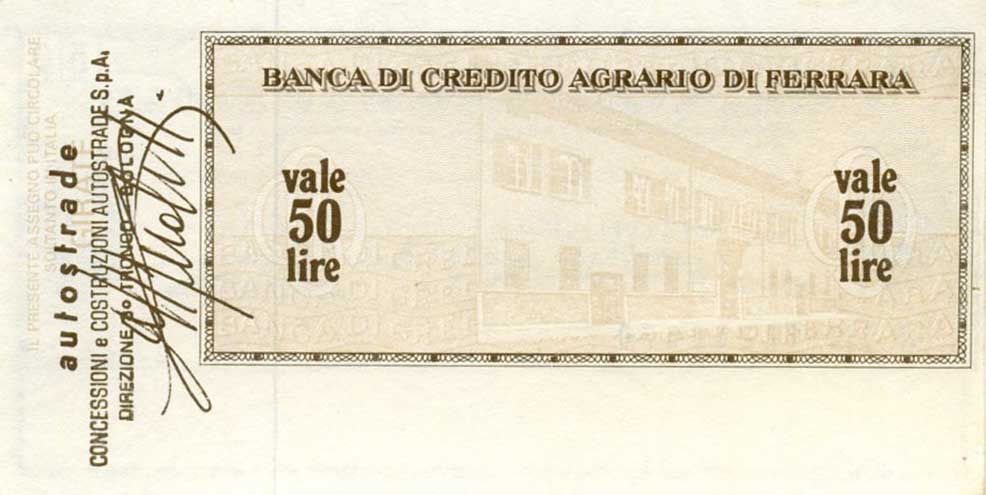 IL PRESENTE ASSEGNO PUÒ CIRCOLARE
SOLTANTO IN ITALIA
GIRATE
autostrade
CONCESSIONI e COSTRUZIONI AUTOSTRADE S.p.A.
DIREZIONE 3° TRONCO - BOLOGNA
BANCA DI CREDITO AGRARIO DI FERRARA
vale
50
lire
vale
50
lire